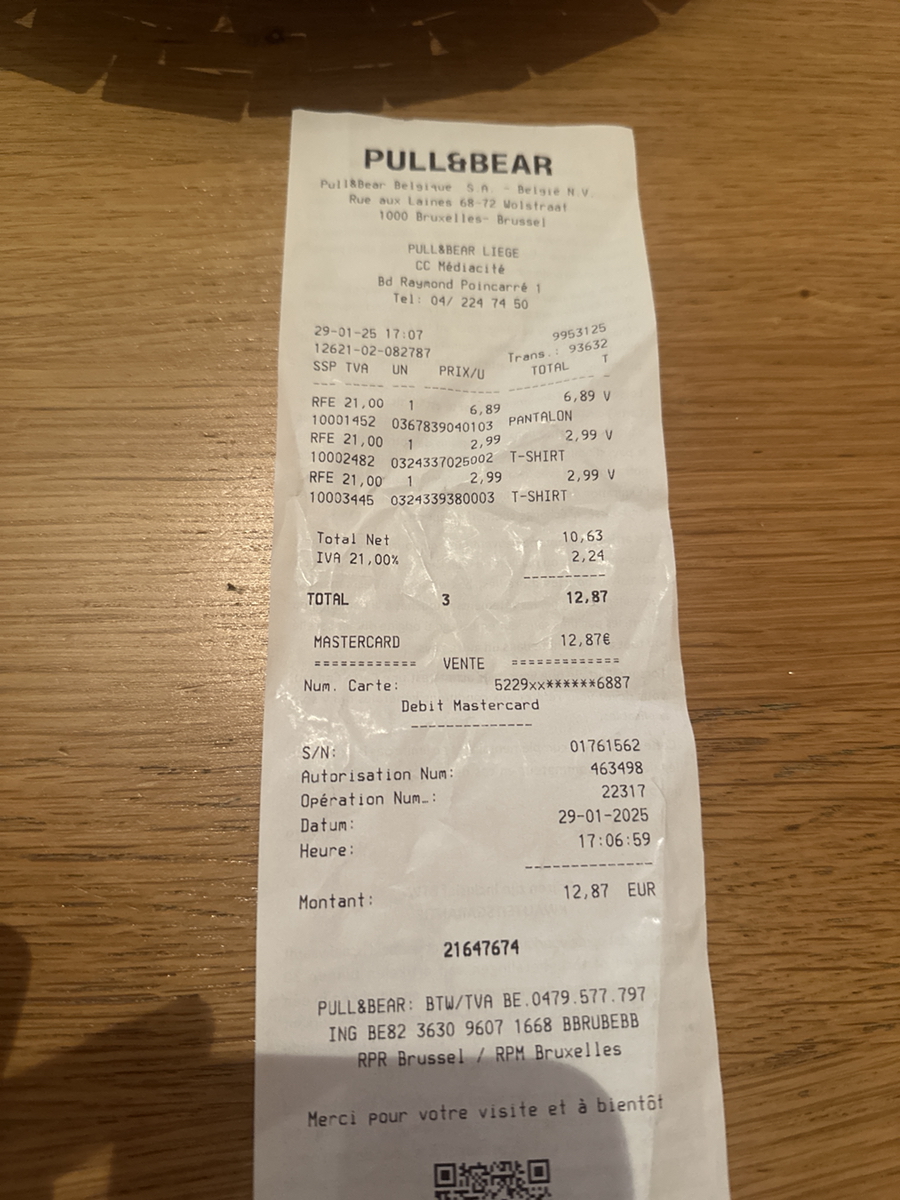 PULL&BEAR
Pull&Bear Belgique S.A. - België N.V.
Rue aux Laines 68-72 Wolstraat
1000 Bruxelles- Brussel
PULL&BEAR LIEGE
CC Médiacité
Bd Raymond Poincarré 1
Tel: 04/ 224 74 50
29-01-25 17:07 9953125
12621-02-082787 Trans.: 93632
SSP TVA UN PRIX/U TOTAL T
RFE 21,00 1 6,89 6,89 V
10001452 0367839040103 PANTALON
RFE 21,00 1 2,99 2,99 V
10002482 0324337025002 T-SHIRT
RFE 21,00 1 2,99 2,99 V
10003445 0324339380003 T-SHIRT
Total Net 10,63
IVA 21,00% 2,24
TOTAL 3 12,87
MASTERCARD 12,87€
============ VENTE =============
Num. Carte: 5229xx******6887
Debit Mastercard
S/N: 01761562
Autorisation Num: 463498
Opération Num.: 22317
Datum: 29-01-2025
Heure: 17:06:59
Montant: 12,87 EUR
21647674
PULL&BEAR: BTW/TVA BE.0479.577.797
ING BE82 3630 9607 1668 BBRUBEBB
RPR Brussel / RPM Bruxelles
Merci pour votre visite et à bientôt